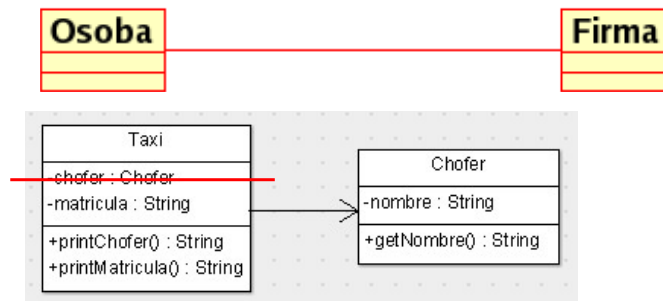 Osoba
Firma
Taxi
-chofer : Chofer
-matricula : String
+printChofer() : String
+printMatricula() : String
Chofer
-nombre : String
+getNombre() : String